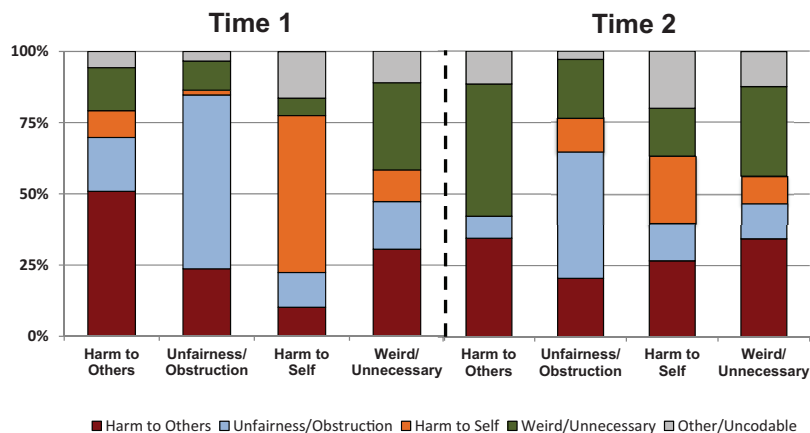 Time 1
Time 2
100%
75%
50%
25%
0%
Harm to
Others
Unfairness/
Obstruction
Harm to
Self
Weird/
Unnecessary
Harm to
Others
Unfairness/
Obstruction
Harm to
Self
Weird/
Unnecessary
Harm to Others
Unfairness/Obstruction
Harm to Self
Weird/Unnecessary
Other/Uncodable